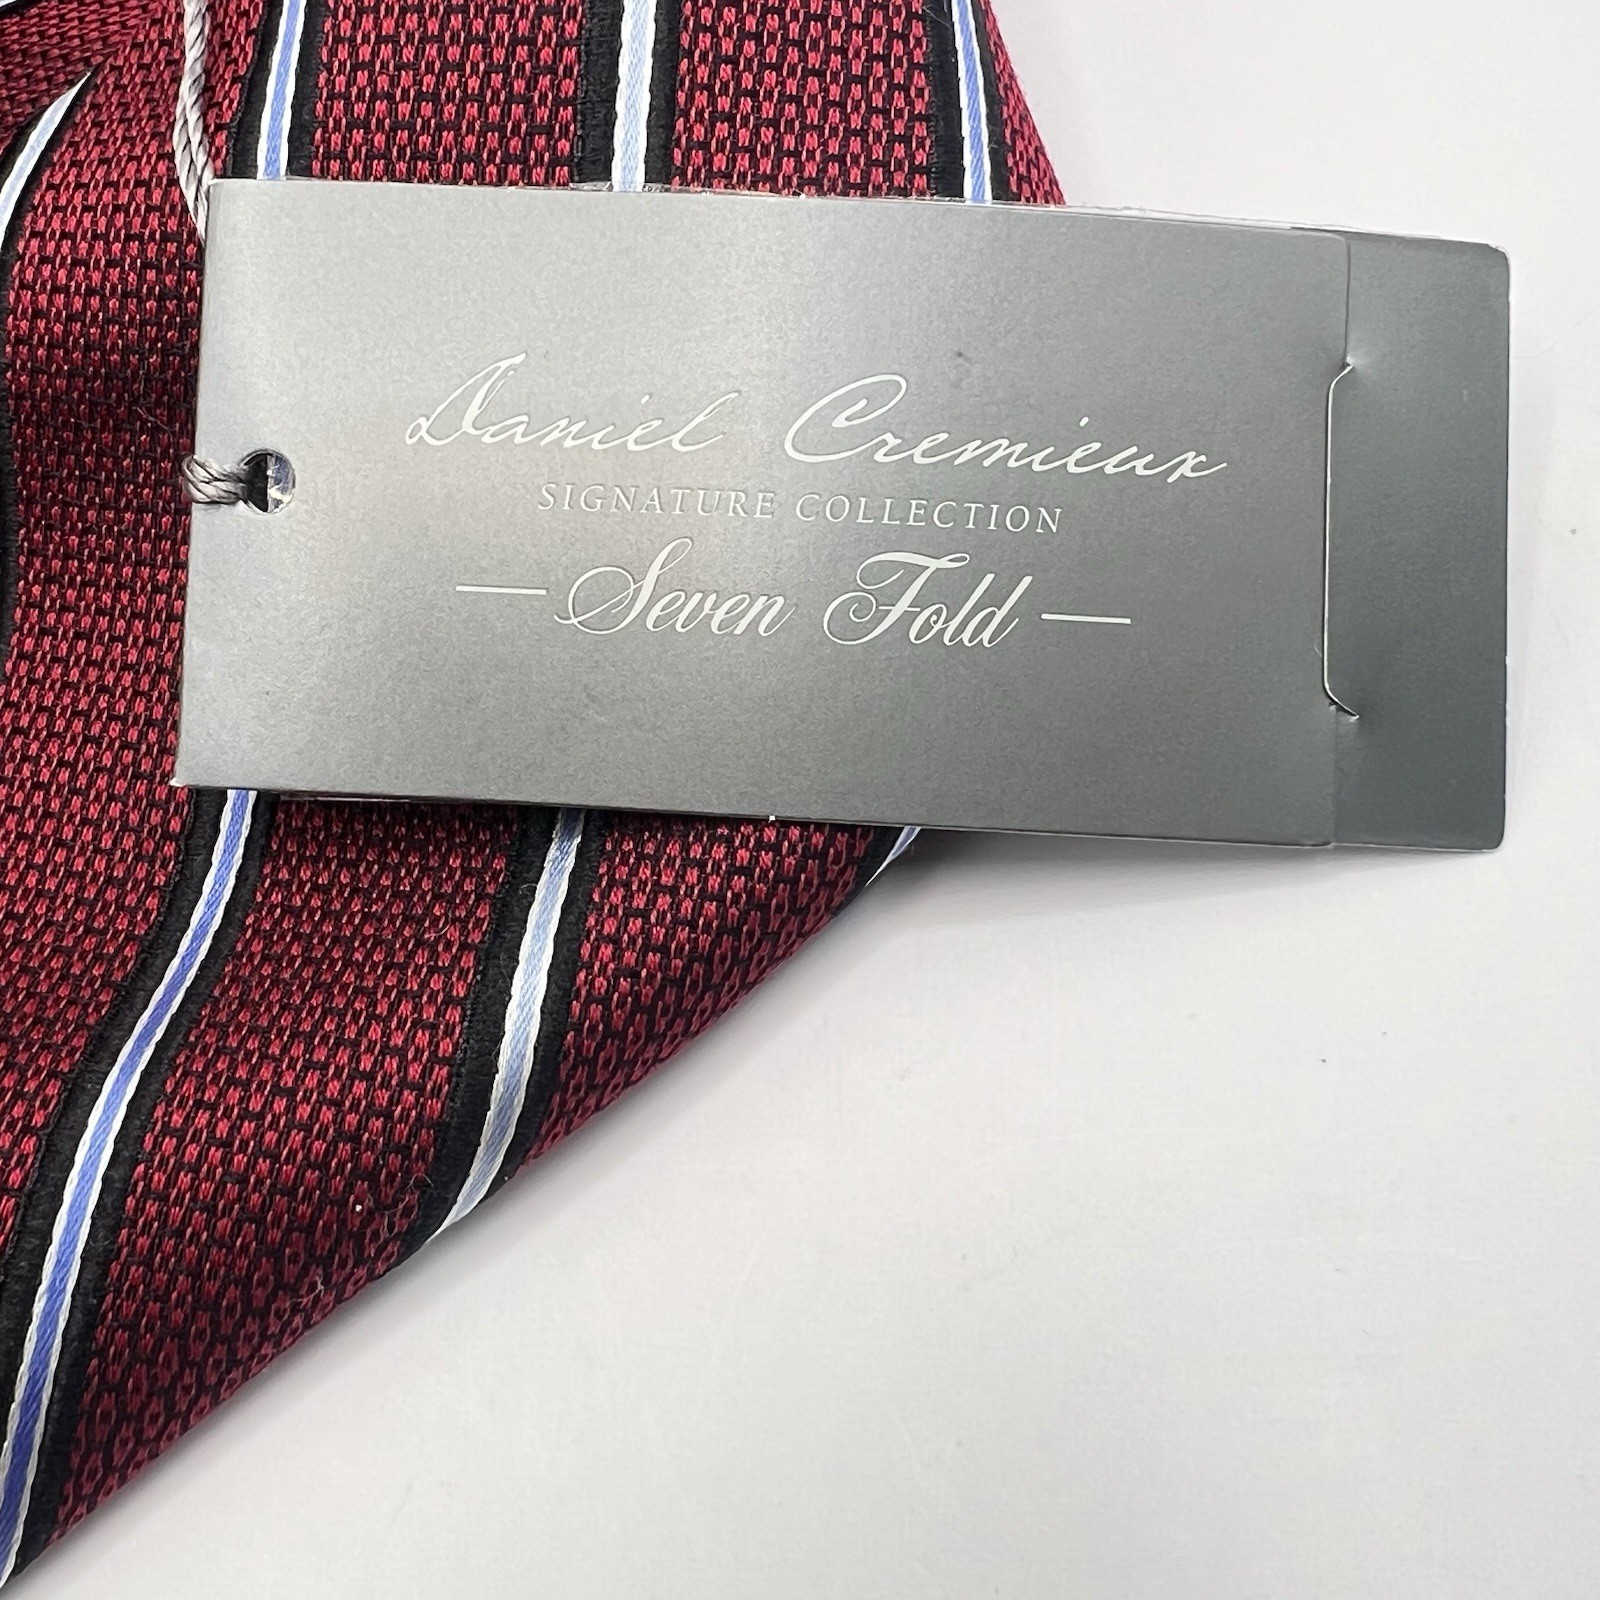 Daniel Cremieux
SIGNATURE COLLECTION
— Seven Fold —